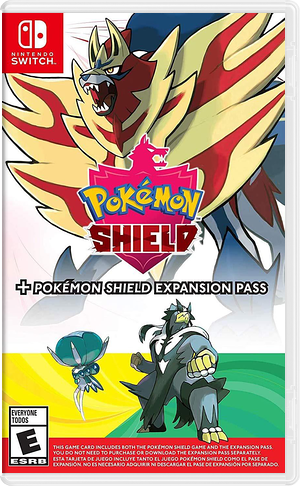 NINTENDO
SWITCH™
POKéMON
SHIELD
+ POKÉMON SHIELD EXPANSION PASS
EVERYONE
TODOS
E
ESRB
THIS GAME CARD INCLUDES BOTH THE POKÉMON SHIELD GAME AND THE EXPANSION PASS.
YOU DO NOT NEED TO PURCHASE OR DOWNLOAD THE EXPANSION PASS SEPARATELY.
ESTA TARJETA DE JUEGO INCLUYE TANTO EL JUEGO POKÉMON SHIELD COMO EL PASE DE
EXPANSIÓN. NO ES NECESARIO ADQUIRIR NI DESCARGAR EL PASE DE EXPANSIÓN POR SEPARADO.